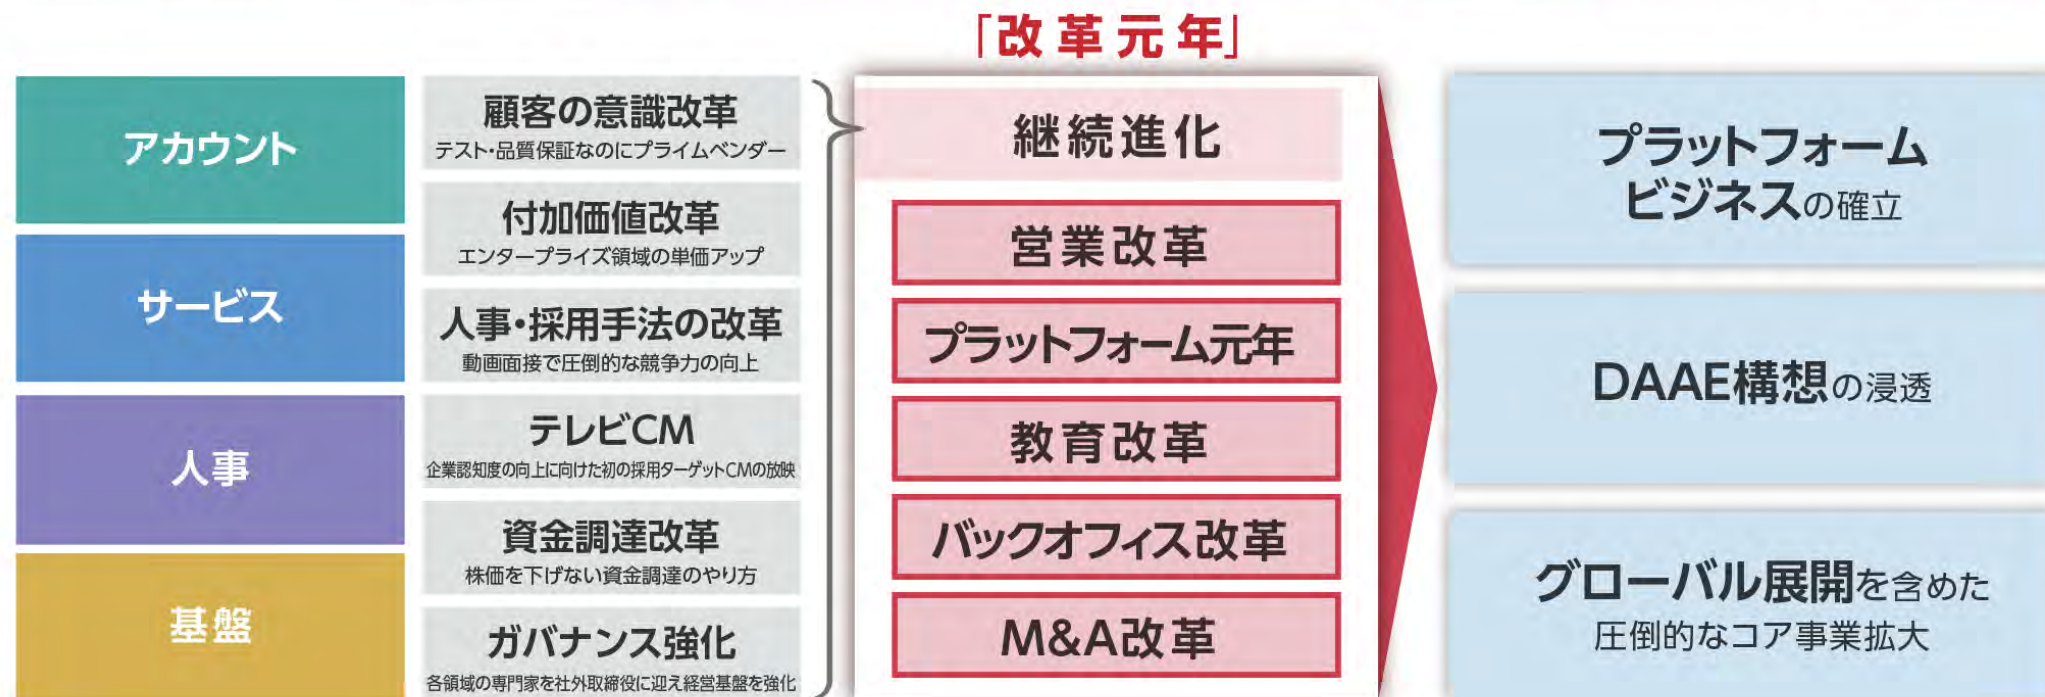 「改革元年」
アカウント
サービス
人事
基盤
顧客の意識改革
テスト・品質保証なのにプライムベンダー
付加価値改革
エンタープライズ領域の単価アップ
人事・採用手法の改革
動画面接で圧倒的な競争力の向上
テレビCM
企業認知度の向上に向けた初の採用ターゲットCMの放映
資金調達改革
株価を下げない資金調達のやり方
ガバナンス強化
各領域の専門家を社外取締役に迎え経営基盤を強化
継続進化
営業改革
プラットフォーム元年
教育改革
バックオフィス改革
M&A改革
プラットフォーム
ビジネスの確立
DAAE構想の浸透
グローバル展開を含めた
圧倒的なコア事業拡大